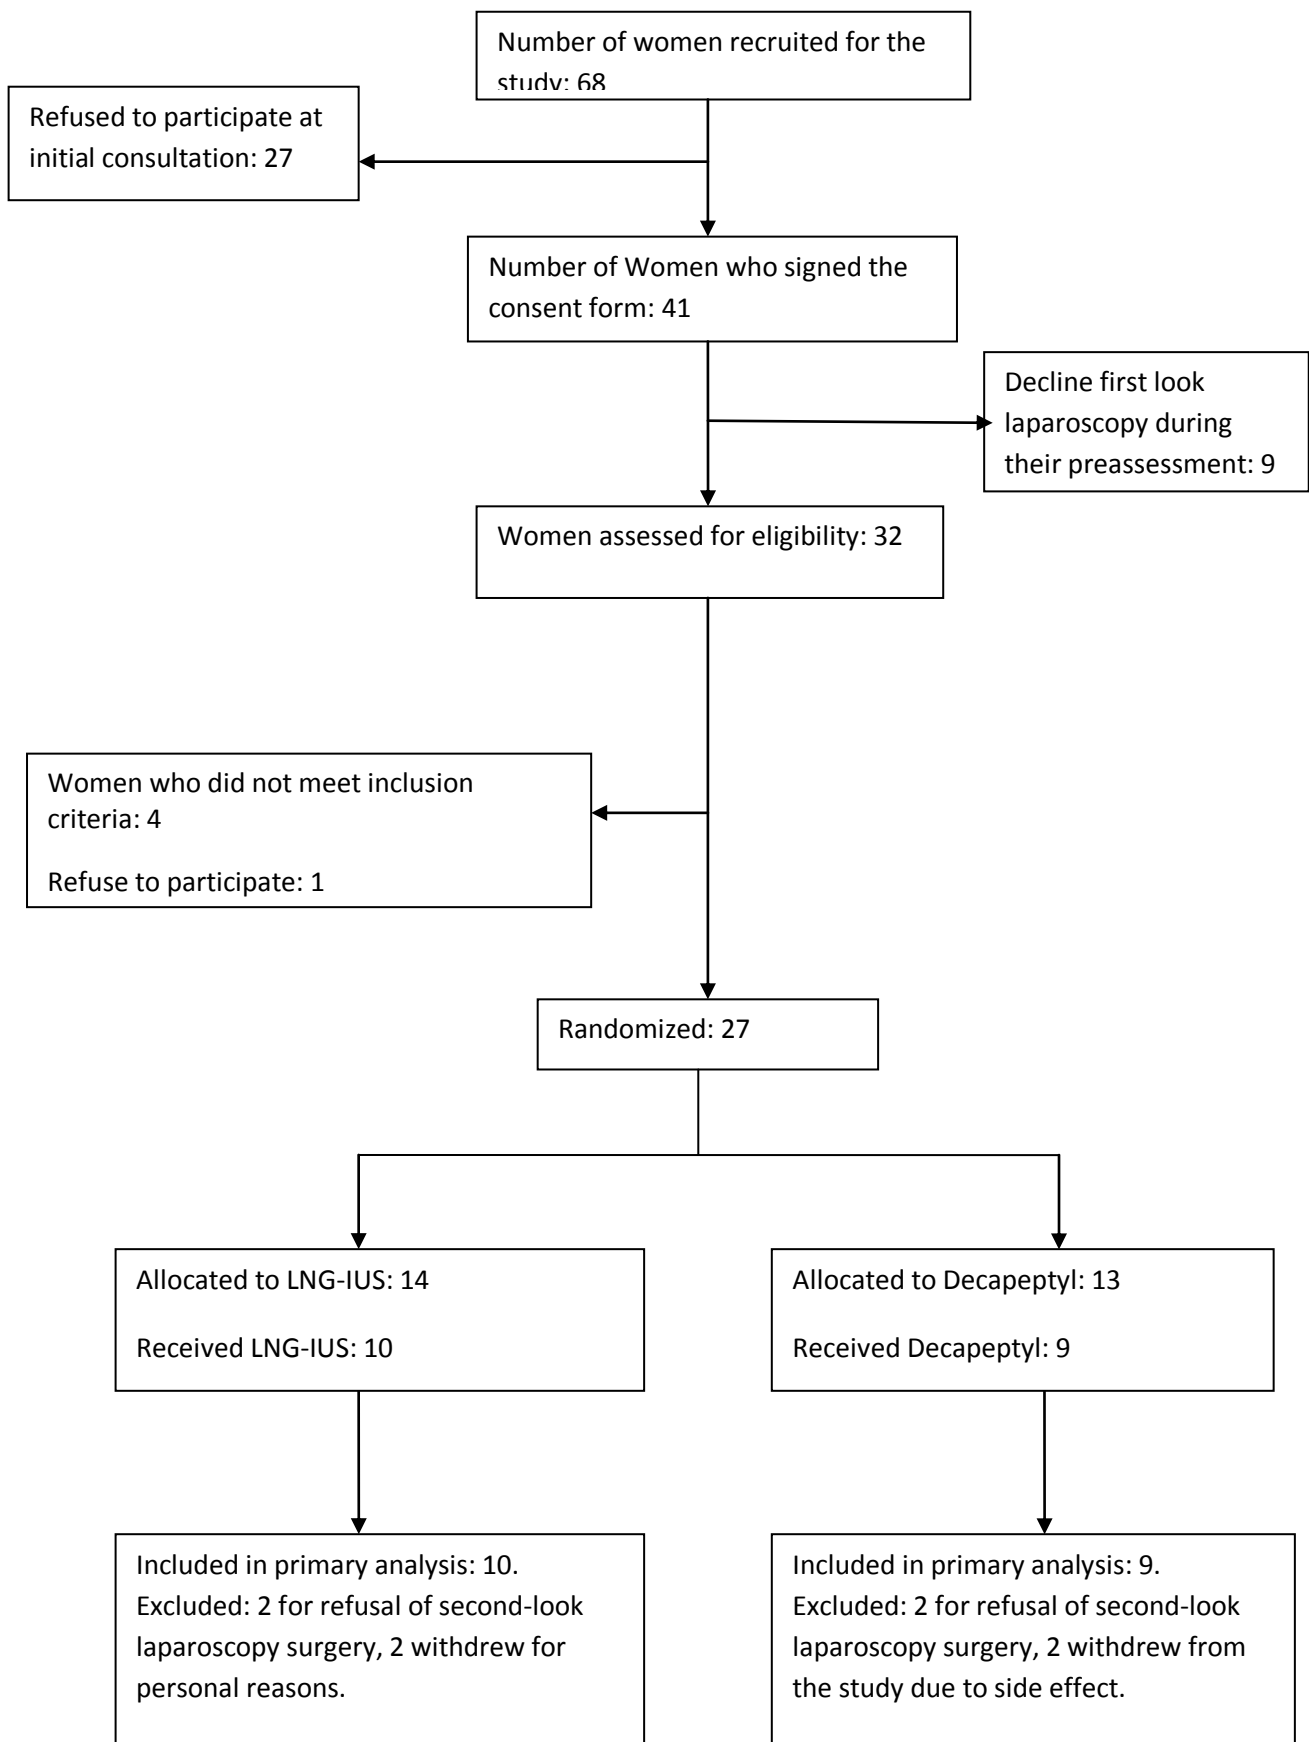 Number of women recruited for the
study: 68
Refused to participate at
initial consultation: 27
Number of Women who signed the
consent form: 41
Decline first look
laparoscopy during
their preassessment: 9
Women assessed for eligibility: 32
Women who did not meet inclusion
criteria: 4
Refuse to participate: 1
Randomized: 27
Allocated to LNG-IUS: 14
Received LNG-IUS: 10
Allocated to Decapeptyl: 13
Received Decapeptyl: 9
Included in primary analysis: 10.
Excluded: 2 for refusal of second-look
laparoscopy surgery, 2 withdrew for
personal reasons.
Included in primary analysis: 9.
Excluded: 2 for refusal of second-look
laparoscopy surgery, 2 withdrew from
the study due to side effect.